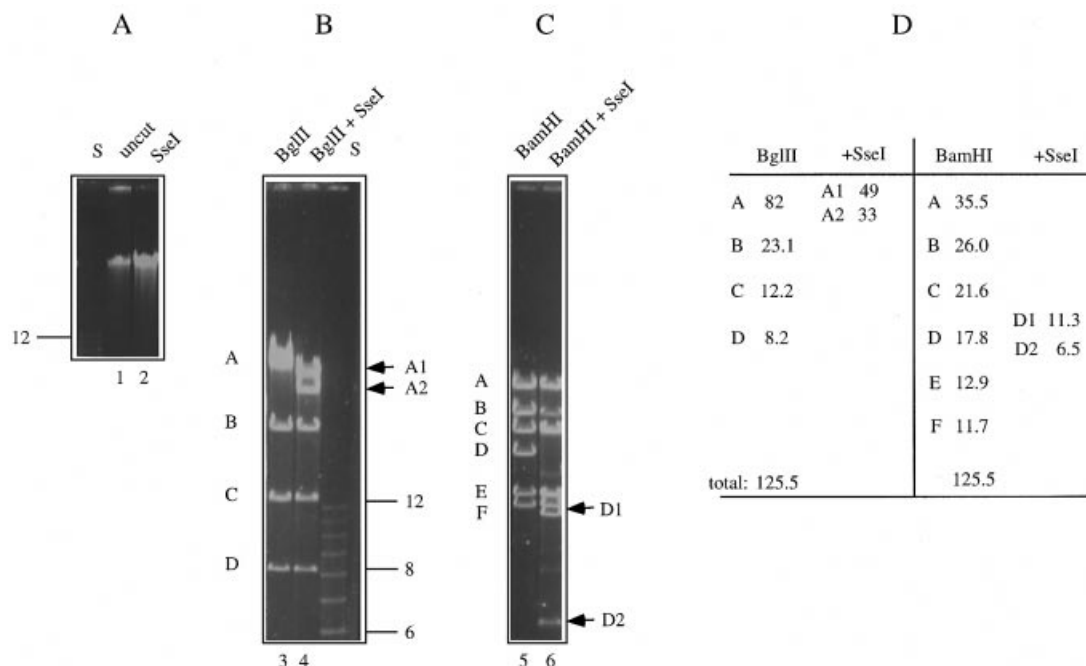 A
B
C
D
S uncut SseI
12
1 2
BglII BglII + SseI S
A
B
C
D
A1
A2
12
8
6
3 4
BamHI BamHI + SseI
A
B
C
D
E
F
D1
D2
5 6
BglII +SseI BamHI +SseI
A 82 A1 49 A 35.5
A2 33
B 23.1 B 26.0
C 12.2 C 21.6
D 8.2 D 17.8 D1 11.3
D2 6.5
E 12.9
F 11.7
total: 125.5 125.5